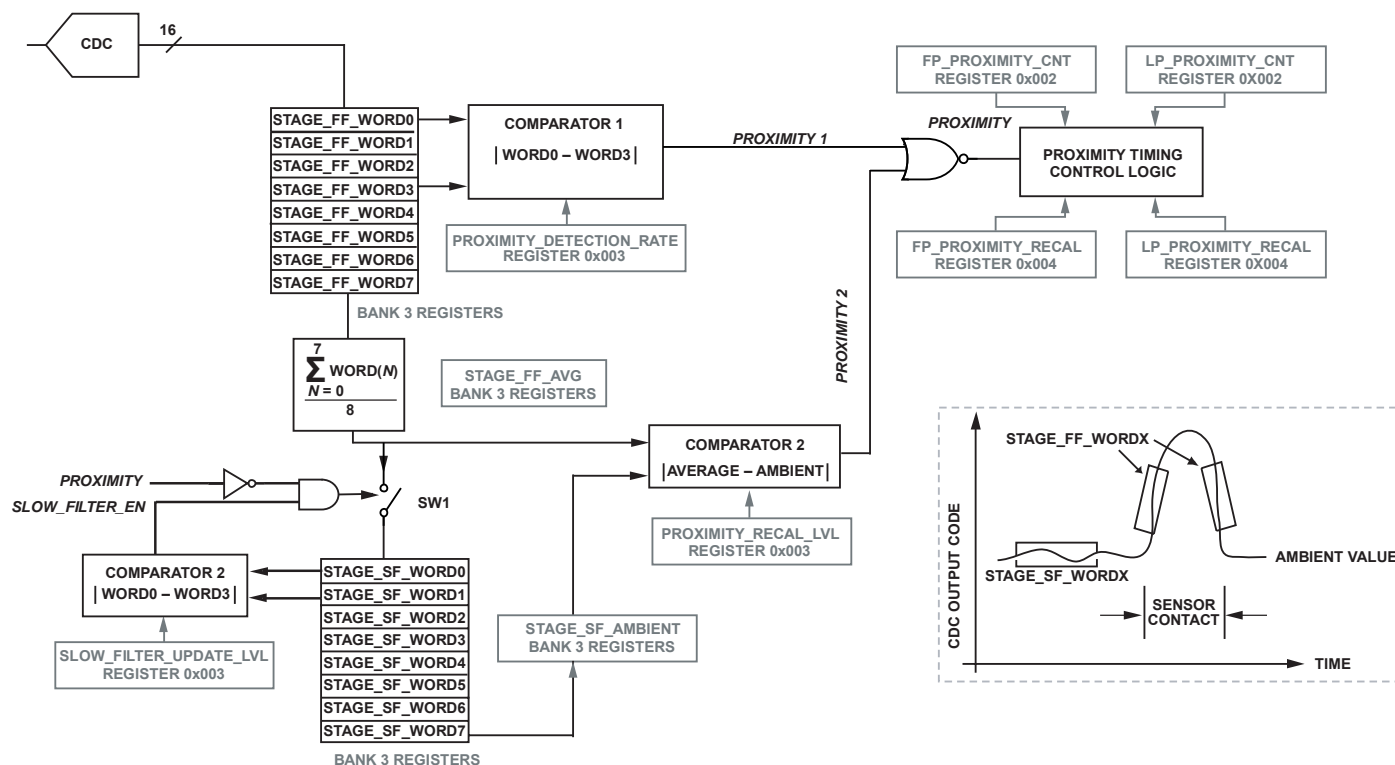 CDC
16
STAGE_FF_WORD0
STAGE_FF_WORD1
STAGE_FF_WORD2
STAGE_FF_WORD3
STAGE_FF_WORD4
STAGE_FF_WORD5
STAGE_FF_WORD6
STAGE_FF_WORD7
BANK 3 REGISTERS
COMPARATOR 1
|WORD0 – WORD3|
PROXIMITY_DETECTION_RATE
REGISTER 0x003
PROXIMITY 1
PROXIMITY
FP_PROXIMITY_CNT
REGISTER 0x002
LP_PROXIMITY_CNT
REGISTER 0X002
PROXIMITY TIMING
CONTROL LOGIC
FP_PROXIMITY_RECAL
REGISTER 0x004
LP_PROXIMITY_RECAL
REGISTER 0X004
PROXIMITY 2
7
Σ WORD(N)
N = 0
8
STAGE_FF_AVG
BANK 3 REGISTERS
COMPARATOR 2
|AVERAGE – AMBIENT|
PROXIMITY_RECAL_LVL
REGISTER 0x003
PROXIMITY
SLOW_FILTER_EN
SW1
COMPARATOR 2
|WORD0 – WORD3|
SLOW_FILTER_UPDATE_LVL
REGISTER 0x003
STAGE_SF_WORD0
STAGE_SF_WORD1
STAGE_SF_WORD2
STAGE_SF_WORD3
STAGE_SF_WORD4
STAGE_SF_WORD5
STAGE_SF_WORD6
STAGE_SF_WORD7
BANK 3 REGISTERS
STAGE_SF_AMBIENT
BANK 3 REGISTERS
CDC OUTPUT CODE
STAGE_FF_WORDX
STAGE_SF_WORDX
AMBIENT VALUE
SENSOR
CONTACT
TIME